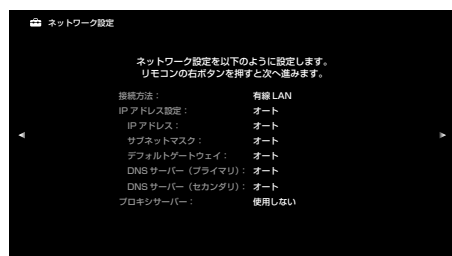 ネットワーク設定
ネットワーク設定を以下のように設定します。
リモコンの右ボタンを押すと次へ進みます。
接続方法： 有線 LAN
IP アドレス設定： オート
IP アドレス： オート
サブネットマスク： オート
デフォルトゲートウェイ： オート
DNS サーバー（プライマリ）： オート
DNS サーバー（セカンダリ）： オート
プロキシサーバー： 使用しない